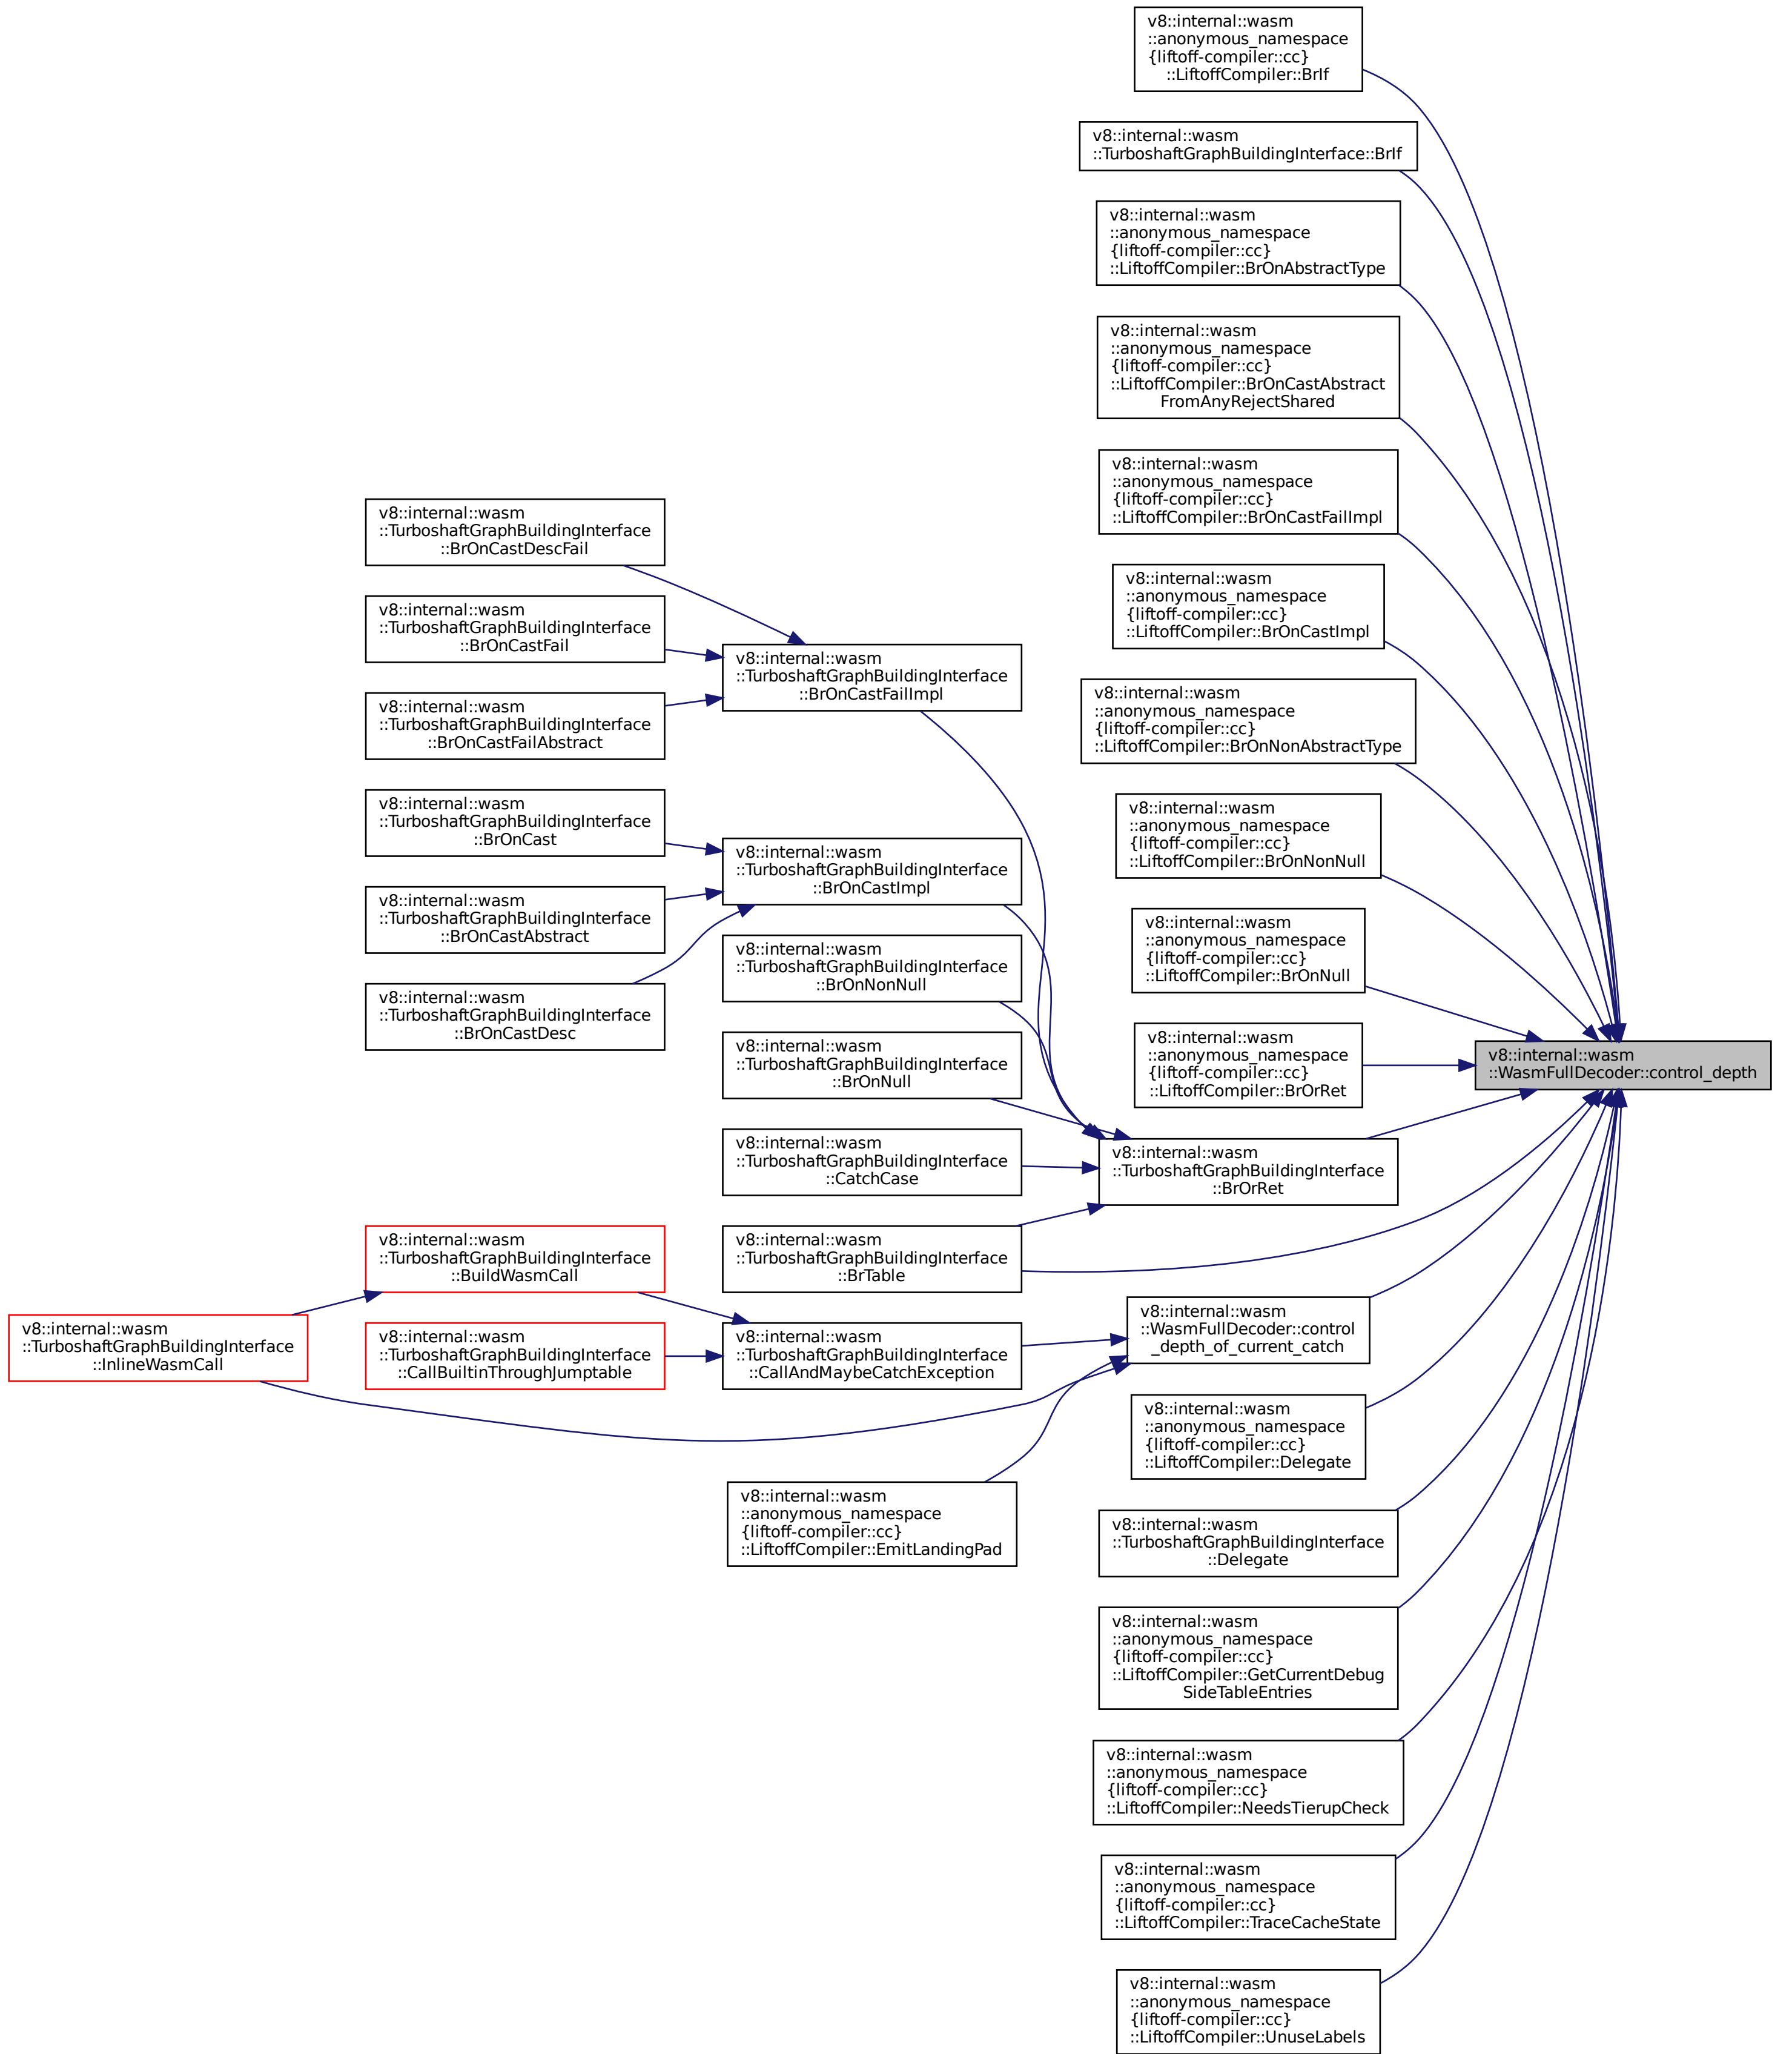 v8::internal::wasm
::anonymous_namespace
{liftoff-compiler::cc}
::LiftoffCompiler::BrIf
v8::internal::wasm
::TurboshaftGraphBuildingInterface::BrIf
v8::internal::wasm
::anonymous_namespace
{liftoff-compiler::cc}
::LiftoffCompiler::BrOnAbstractType
v8::internal::wasm
::anonymous_namespace
{liftoff-compiler::cc}
::LiftoffCompiler::BrOnCastAbstract
FromAnyRejectShared
v8::internal::wasm
::anonymous_namespace
{liftoff-compiler::cc}
::LiftoffCompiler::BrOnCastFailImpl
v8::internal::wasm
::anonymous_namespace
{liftoff-compiler::cc}
::LiftoffCompiler::BrOnCastImpl
v8::internal::wasm
::anonymous_namespace
{liftoff-compiler::cc}
::LiftoffCompiler::BrOnNonAbstractType
v8::internal::wasm
::anonymous_namespace
{liftoff-compiler::cc}
::LiftoffCompiler::BrOnNonNull
v8::internal::wasm
::anonymous_namespace
{liftoff-compiler::cc}
::LiftoffCompiler::BrOnNull
v8::internal::wasm
::anonymous_namespace
{liftoff-compiler::cc}
::LiftoffCompiler::BrOrRet
v8::internal::wasm
::WasmFullDecoder::control_depth
v8::internal::wasm
::TurboshaftGraphBuildingInterface
::BrOnCastDescFail
v8::internal::wasm
::TurboshaftGraphBuildingInterface
::BrOnCastFail
v8::internal::wasm
::TurboshaftGraphBuildingInterface
::BrOnCastFailAbstract
v8::internal::wasm
::TurboshaftGraphBuildingInterface
::BrOnCastFailImpl
v8::internal::wasm
::TurboshaftGraphBuildingInterface
::BrOnCast
v8::internal::wasm
::TurboshaftGraphBuildingInterface
::BrOnCastAbstract
v8::internal::wasm
::TurboshaftGraphBuildingInterface
::BrOnCastDesc
v8::internal::wasm
::TurboshaftGraphBuildingInterface
::BrOnCastImpl
v8::internal::wasm
::TurboshaftGraphBuildingInterface
::BrOnNonNull
v8::internal::wasm
::TurboshaftGraphBuildingInterface
::BrOnNull
v8::internal::wasm
::TurboshaftGraphBuildingInterface
::CatchCase
v8::internal::wasm
::TurboshaftGraphBuildingInterface
::BrTable
v8::internal::wasm
::TurboshaftGraphBuildingInterface
::BrOrRet
v8::internal::wasm
::TurboshaftGraphBuildingInterface
::BuildWasmCall
v8::internal::wasm
::TurboshaftGraphBuildingInterface
::InlineWasmCall
v8::internal::wasm
::TurboshaftGraphBuildingInterface
::CallBuiltinThroughJumptable
v8::internal::wasm
::TurboshaftGraphBuildingInterface
::CallAndMaybeCatchException
v8::internal::wasm
::WasmFullDecoder::control
_depth_of_current_catch
v8::internal::wasm
::anonymous_namespace
{liftoff-compiler::cc}
::LiftoffCompiler::EmitLandingPad
v8::internal::wasm
::anonymous_namespace
{liftoff-compiler::cc}
::LiftoffCompiler::Delegate
v8::internal::wasm
::TurboshaftGraphBuildingInterface
::Delegate
v8::internal::wasm
::anonymous_namespace
{liftoff-compiler::cc}
::LiftoffCompiler::GetCurrentDebug
SideTableEntries
v8::internal::wasm
::anonymous_namespace
{liftoff-compiler::cc}
::LiftoffCompiler::NeedsTierupCheck
v8::internal::wasm
::anonymous_namespace
{liftoff-compiler::cc}
::LiftoffCompiler::TraceCacheState
v8::internal::wasm
::anonymous_namespace
{liftoff-compiler::cc}
::LiftoffCompiler::UnuseLabels